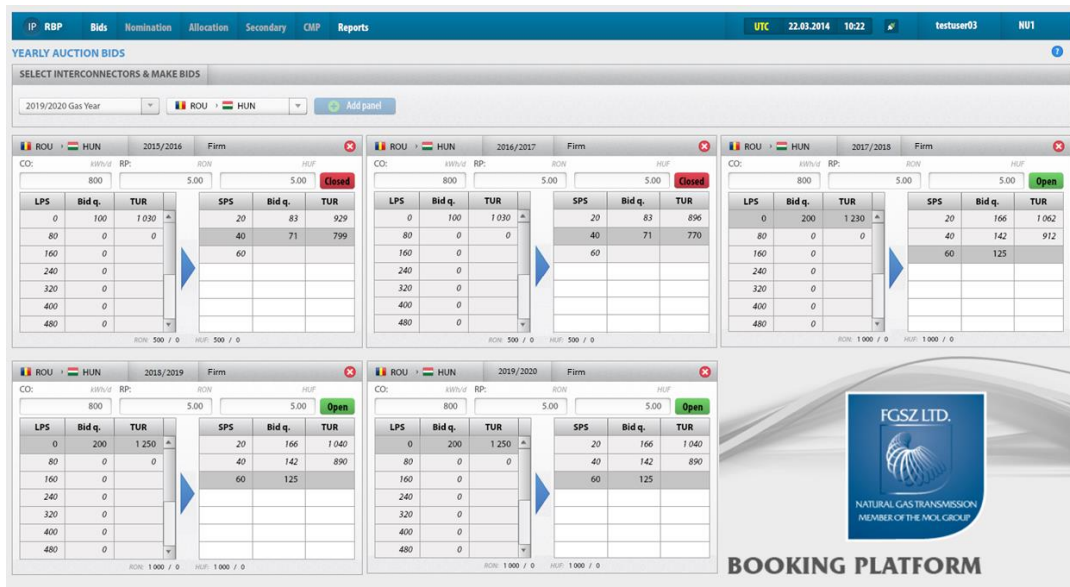 IP RBP Bids Nomination Allocation Secondary CMP Reports UTC 22.03.2014 10:22 testuser03 NU1
YEARLY AUCTION BIDS ?
SELECT INTERCONNECTORS & MAKE BIDS
2019/2020 Gas Year ROU › HUN Add panel
ROU › HUN 2015/2016 Firm
CO: kWh/d RP: RON HUF
800 5.00 5.00 Closed
LPS Bid q. TUR SPS Bid q. TUR
0 100 1 030 20 83 929
80 0 0 40 71 799
160 0 60
240 0
320 0
400 0
480 0
RON: 500 / 0 HUF: 500 / 0
ROU › HUN 2016/2017 Firm
CO: kWh/d RP: RON HUF
800 5.00 5.00 Closed
LPS Bid q. TUR SPS Bid q. TUR
0 100 1 030 20 83 896
80 0 0 40 71 770
160 0 60
240 0
320 0
400 0
480 0
RON: 500 / 0 HUF: 500 / 0
ROU › HUN 2017/2018 Firm
CO: kWh/d RP: RON HUF
800 5.00 5.00 Open
LPS Bid q. TUR SPS Bid q. TUR
0 200 1 230 20 166 1 062
80 0 0 40 142 912
160 0 60 125
240 0
320 0
400 0
480 0
RON: 1 000 / 0 HUF: 1 000 / 0
ROU › HUN 2018/2019 Firm
CO: kWh/d RP: RON HUF
800 5.00 5.00 Open
LPS Bid q. TUR SPS Bid q. TUR
0 200 1 250 20 166 1 040
80 0 0 40 142 890
160 0 60 125
240 0
320 0
400 0
480 0
RON: 1 000 / 0 HUF: 1 000 / 0
ROU › HUN 2019/2020 Firm
CO: kWh/d RP: RON HUF
800 5.00 5.00 Open
LPS Bid q. TUR SPS Bid q. TUR
0 200 1 250 20 166 1 040
80 0 0 40 142 890
160 0 60 125
240 0
320 0
400 0
480 0
RON: 1 000 / 0 HUF: 1 000 / 0
FGSZ LTD.
NATURAL GAS TRANSMISSION
MEMBER OF THE MOL GROUP
BOOKING PLATFORM